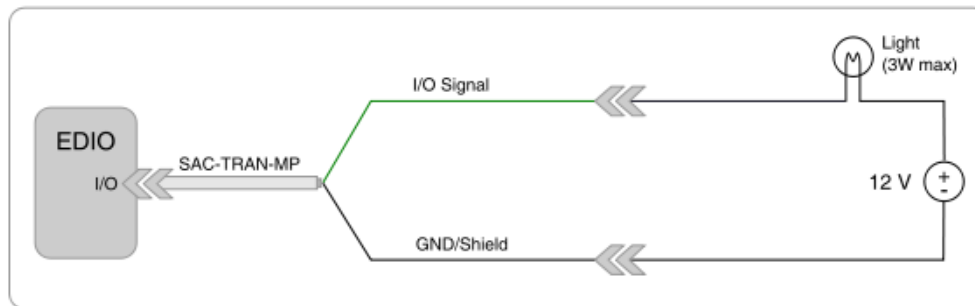 Light
(3W max)
I/O Signal
EDIO
SAC-TRAN-MP
I/O
12 V
+
-
GND/Shield